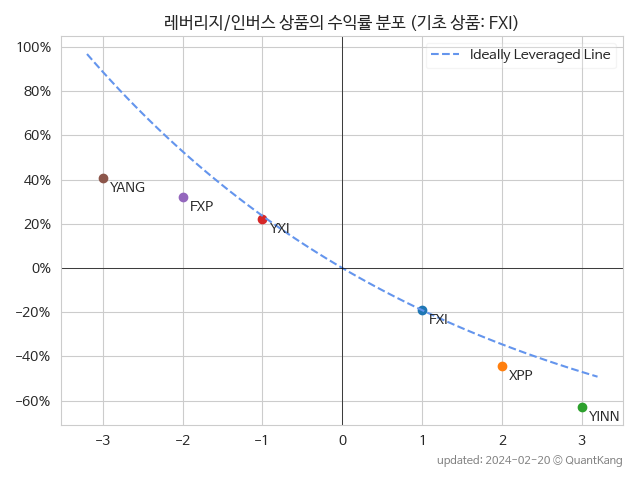 레버리지/인버스 상품의 수익률 분포 (기초 상품: FXI)
100%
80%
60%
40%
20%
0%
−20%
−40%
−60%
Ideally Leveraged Line
YANG
FXP
YXI
FXI
XPP
YINN
−3 −2 −1 0 1 2 3
updated: 2024-02-20 © QuantKang